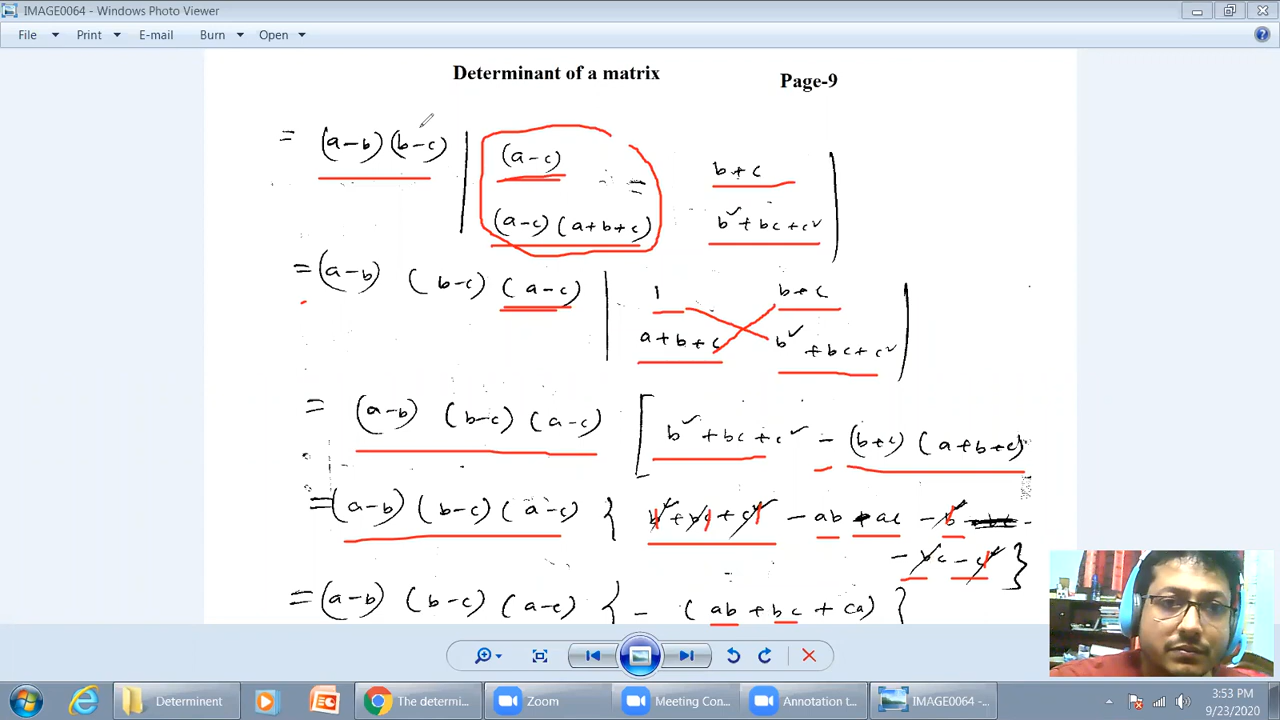 IMAGE0064 - Windows Photo Viewer
File Print E-mail Burn Open
Determinant of a matrix Page-9
= (a-b) (b-c) | (a-c) = b+c |
(a-c) (a+b+c) b² + bc + c²
= (a-b) (b-c) (a-c) | 1 b+c |
a+b+c b² + bc + c²
= (a-b) (b-c) (a-c) [ b² + bc + c² - (b+c) (a+b+c)
= (a-b) (b-c) (a-c) { b² + bc + c² - ab - ac - b² -
- bc - c² }
= (a-b) (b-c) (a-c) { - (ab + bc + ca) }
Determinent
The determi...
Zoom
Meeting Con...
Annotation t...
IMAGE0064 -...
3:53 PM
9/23/2020